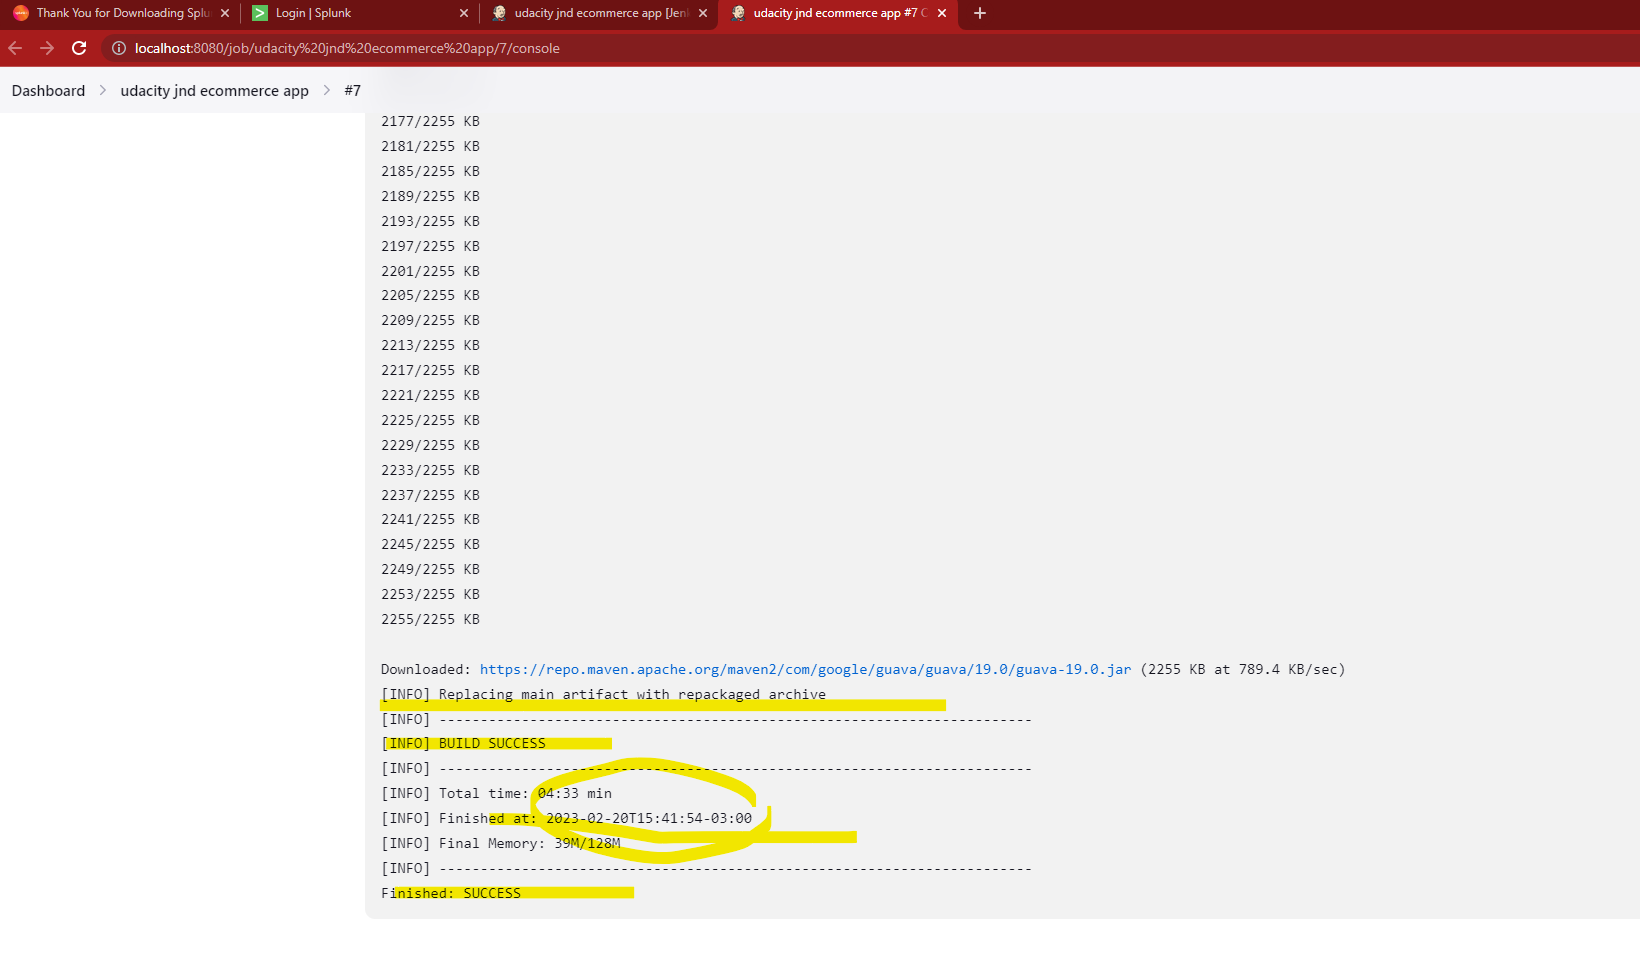 Thank You for Downloading Splu
Login | Splunk
udacity jnd ecommerce app [Jen
udacity jnd ecommerce app #7 C
localhost:8080/job/udacity%20jnd%20ecommerce%20app/7/console
Dashboard > udacity jnd ecommerce app > #7
2177/2255 KB
2181/2255 KB
2185/2255 KB
2189/2255 KB
2193/2255 KB
2197/2255 KB
2201/2255 KB
2205/2255 KB
2209/2255 KB
2213/2255 KB
2217/2255 KB
2221/2255 KB
2225/2255 KB
2229/2255 KB
2233/2255 KB
2237/2255 KB
2241/2255 KB
2245/2255 KB
2249/2255 KB
2253/2255 KB
2255/2255 KB
Downloaded: https://repo.maven.apache.org/maven2/com/google/guava/guava/19.0/guava-19.0.jar (2255 KB at 789.4 KB/sec)
[INFO] Replacing main artifact with repackaged archive
[INFO] ------------------------------------------------------------------------
[INFO] BUILD SUCCESS
[INFO] ------------------------------------------------------------------------
[INFO] Total time: 04:33 min
[INFO] Finished at: 2023-02-20T15:41:54-03:00
[INFO] Final Memory: 39M/128M
[INFO] ------------------------------------------------------------------------
Finished: SUCCESS